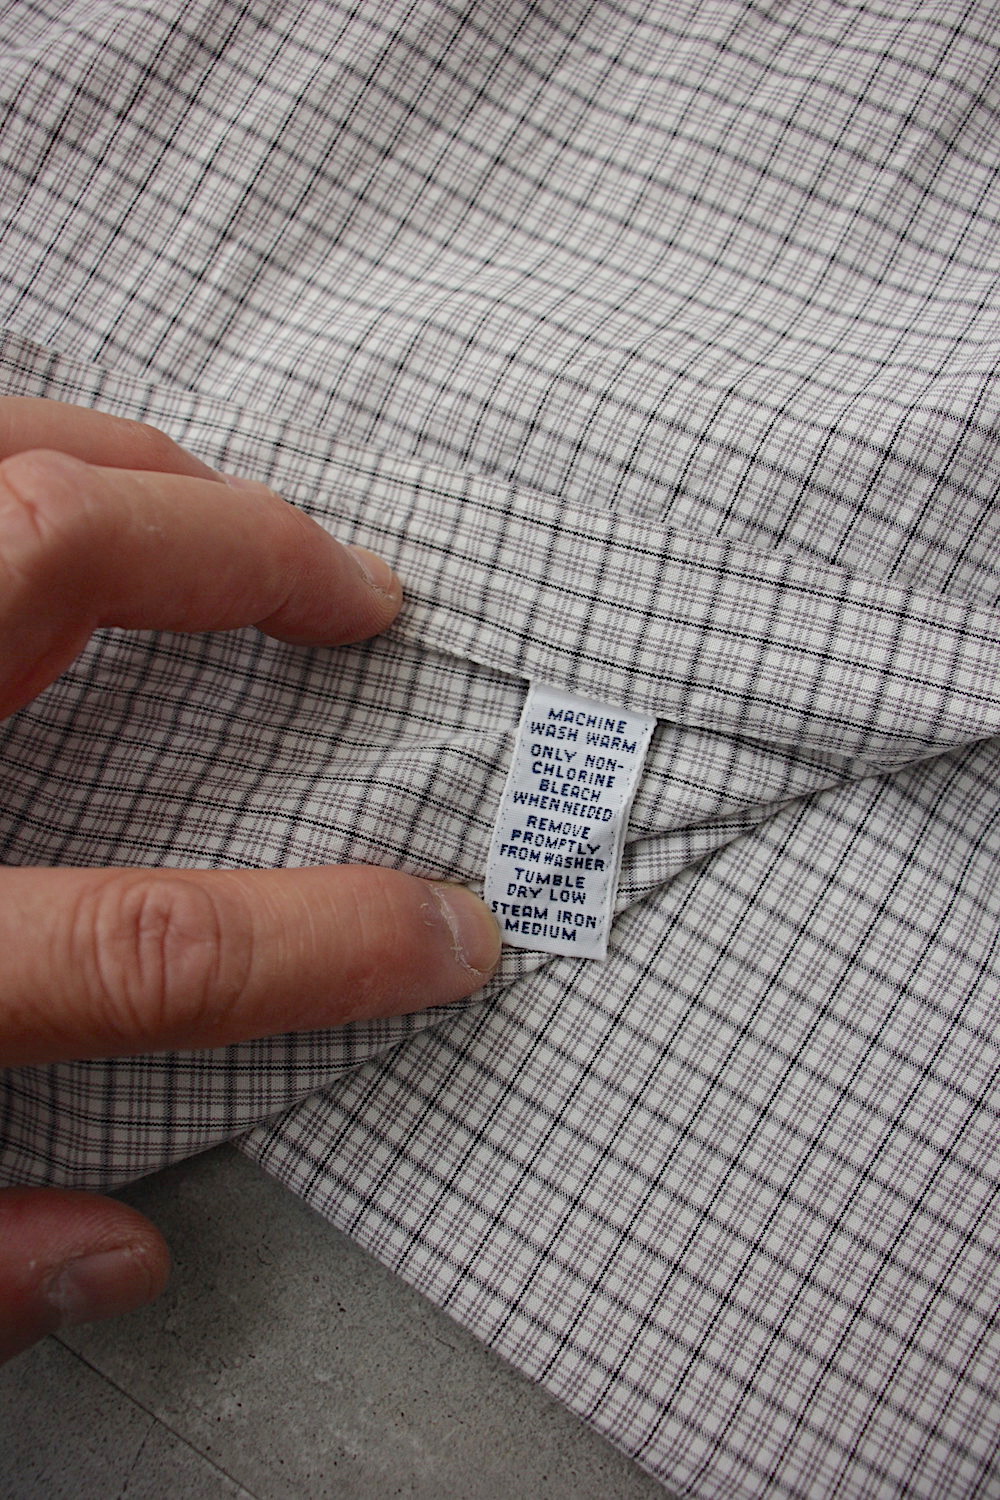 MACHINE
WASH WARM
ONLY NON-
CHLORINE
BLEACH
WHEN NEEDED
REMOVE
PROMPTLY
FROM WASHER
TUMBLE
DRY LOW
STEAM IRON
MEDIUM